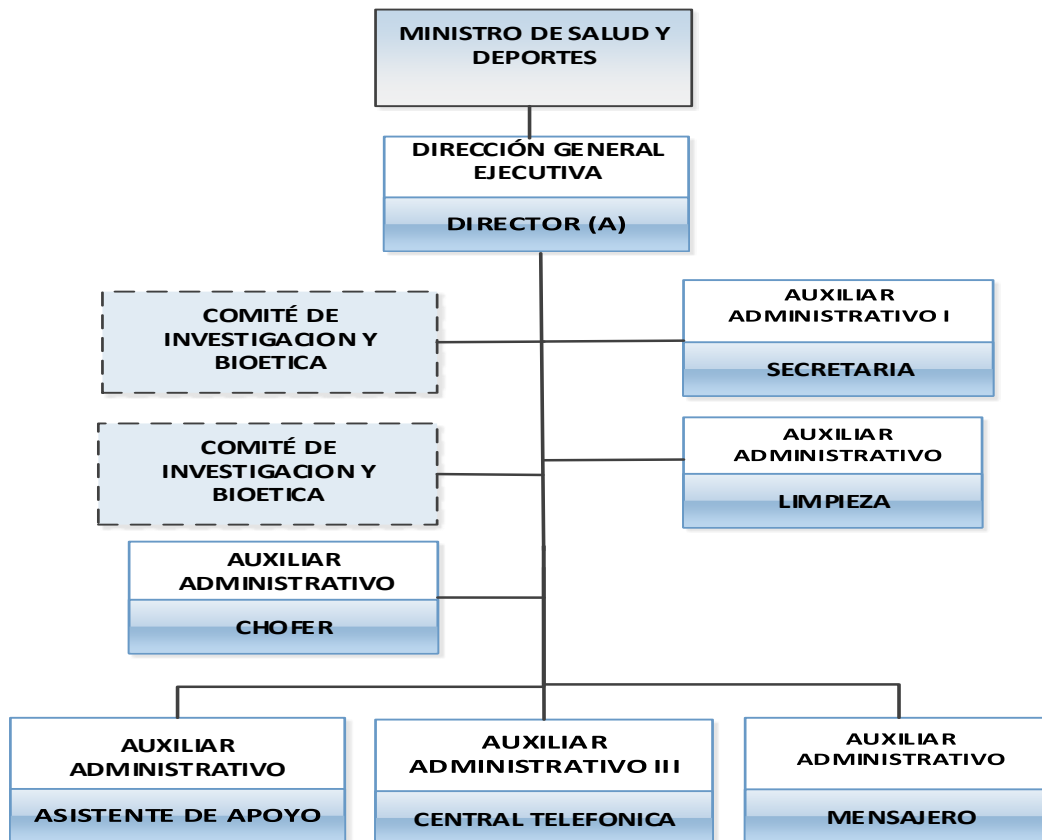 MINISTRO DE SALUD Y
DEPORTES
DIRECCIÓN GENERAL
EJECUTIVA
DIRECTOR (A)
COMITÉ DE
INVESTIGACION Y
BIOETICA
AUXILIAR
ADMINISTRATIVO I
SECRETARIA
COMITÉ DE
INVESTIGACION Y
BIOETICA
AUXILIAR
ADMINISTRATIVO
LIMPIEZA
AUXILIAR
ADMINISTRATIVO
CHOFER
AUXILIAR
ADMINISTRATIVO
ASISTENTE DE APOYO
AUXILIAR
ADMINISTRATIVO III
CENTRAL TELEFONICA
AUXILIAR
ADMINISTRATIVO
MENSAJERO